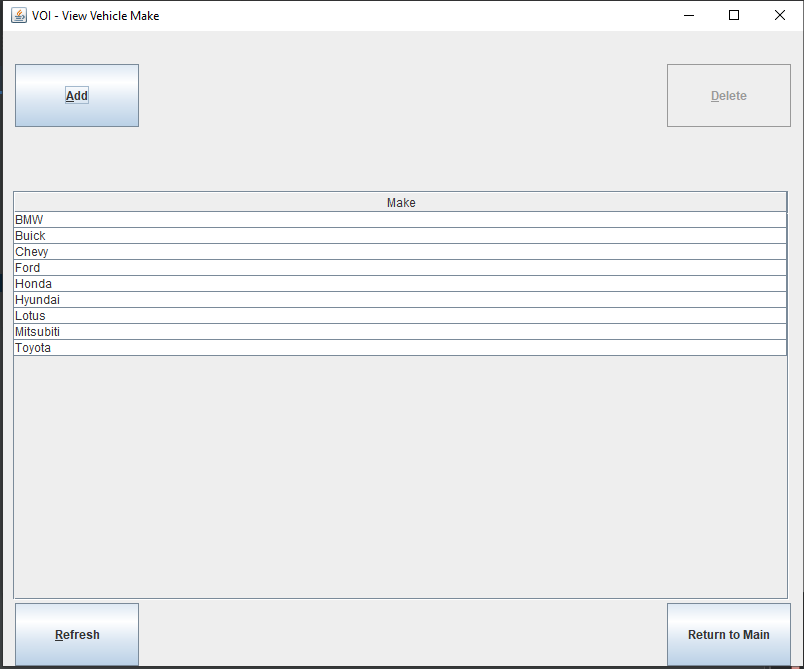 VOI - View Vehicle Make
Add
Delete
Make
BMW
Buick
Chevy
Ford
Honda
Hyundai
Lotus
Mitsubiti
Toyota
Refresh
Return to Main